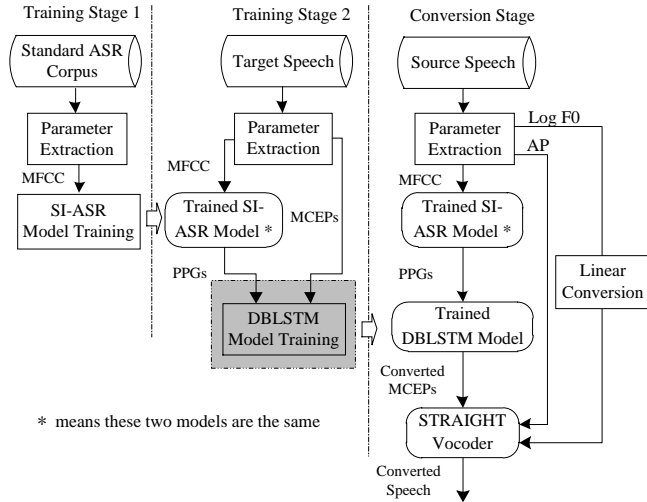 Training Stage 1
Standard ASR
Corpus
Parameter
Extraction
MFCC
SI-ASR
Model Training
Training Stage 2
Target Speech
Parameter
Extraction
MFCC
MCEPs
Trained SI-
ASR Model *
PPGs
DBLSTM
Model Training
Conversion Stage
Source Speech
Parameter
Extraction
Log F0
AP
MFCC
Trained SI-
ASR Model *
PPGs
Linear
Conversion
Trained
DBLSTM Model
Converted
MCEPs
STRAIGHT
Vocoder
Converted
Speech
* means these two models are the same